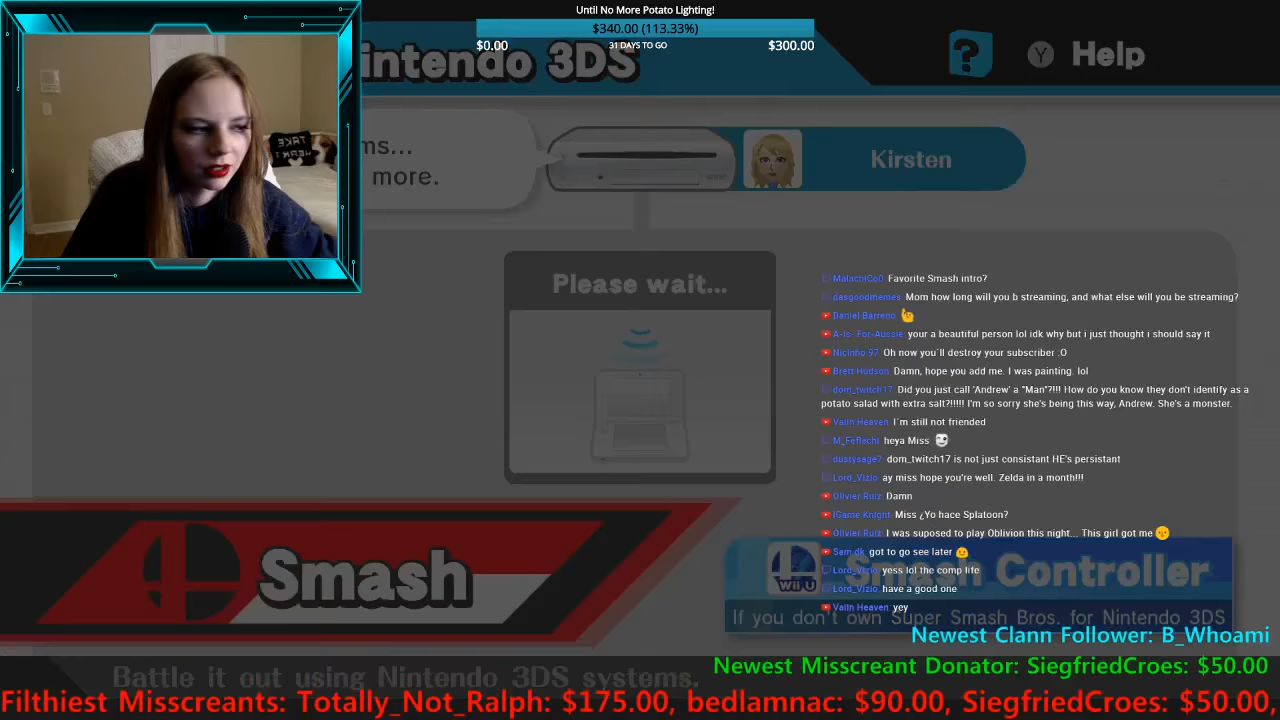 Until No More Potato Lighting!
$340.00 (113.33%)
$0.00
31 DAYS TO GO
$300.00
intendo 3DS
?
Y Help
ms...
more.
Kirsten
TAKE
HEART
Please wait...
MalachiCo0 Favorite Smash intro?
dasgoodmemes Mom how long will you b streaming, and what else will you be streaming?
Daniel Barreno
A-Is-For-Aussie your a beautiful person lol idk why but i just thought i should say it
Nicinho 97 Oh now you´ll destroy your subscriber :O
Brett Hudson Damn, hope you add me. I was painting. lol
dom_twitch17 Did you just call 'Andrew' a "Man"?!!! How do you know they don't identify as a
potato salad with extra salt?!!!!! I'm so sorry she's being this way, Andrew. She's a monster.
Valin Heaven I´m still not friended
M_Feflechi heya Miss
dustysage7 dom_twitch17 is not just consistant HE's persistant
Lord_Vizio ay miss hope you're well. Zelda in a month!!!
Olivier Ruiz Damn
IGame Knight Miss ¿Yo hace Splatoon?
Olivier Ruiz I was suposed to play Oblivion this night... This girl got me
Sam dk got to go see later
Lord_Vizio yess lol the comp life
Lord_Vizio have a good one
Valin Heaven yey
Smash
Wii U
Smash Controller
If you don't own Super Smash Bros. for Nintendo 3DS
Newest Clann Follower: B_Whoami
Newest Misscreant Donator: SiegfriedCroes: $50.00
Battle it out using Nintendo 3DS systems.
Filthiest Misscreants: Totally_Not_Ralph: $175.00, bedlamnac: $90.00, SiegfriedCroes: $50.00,